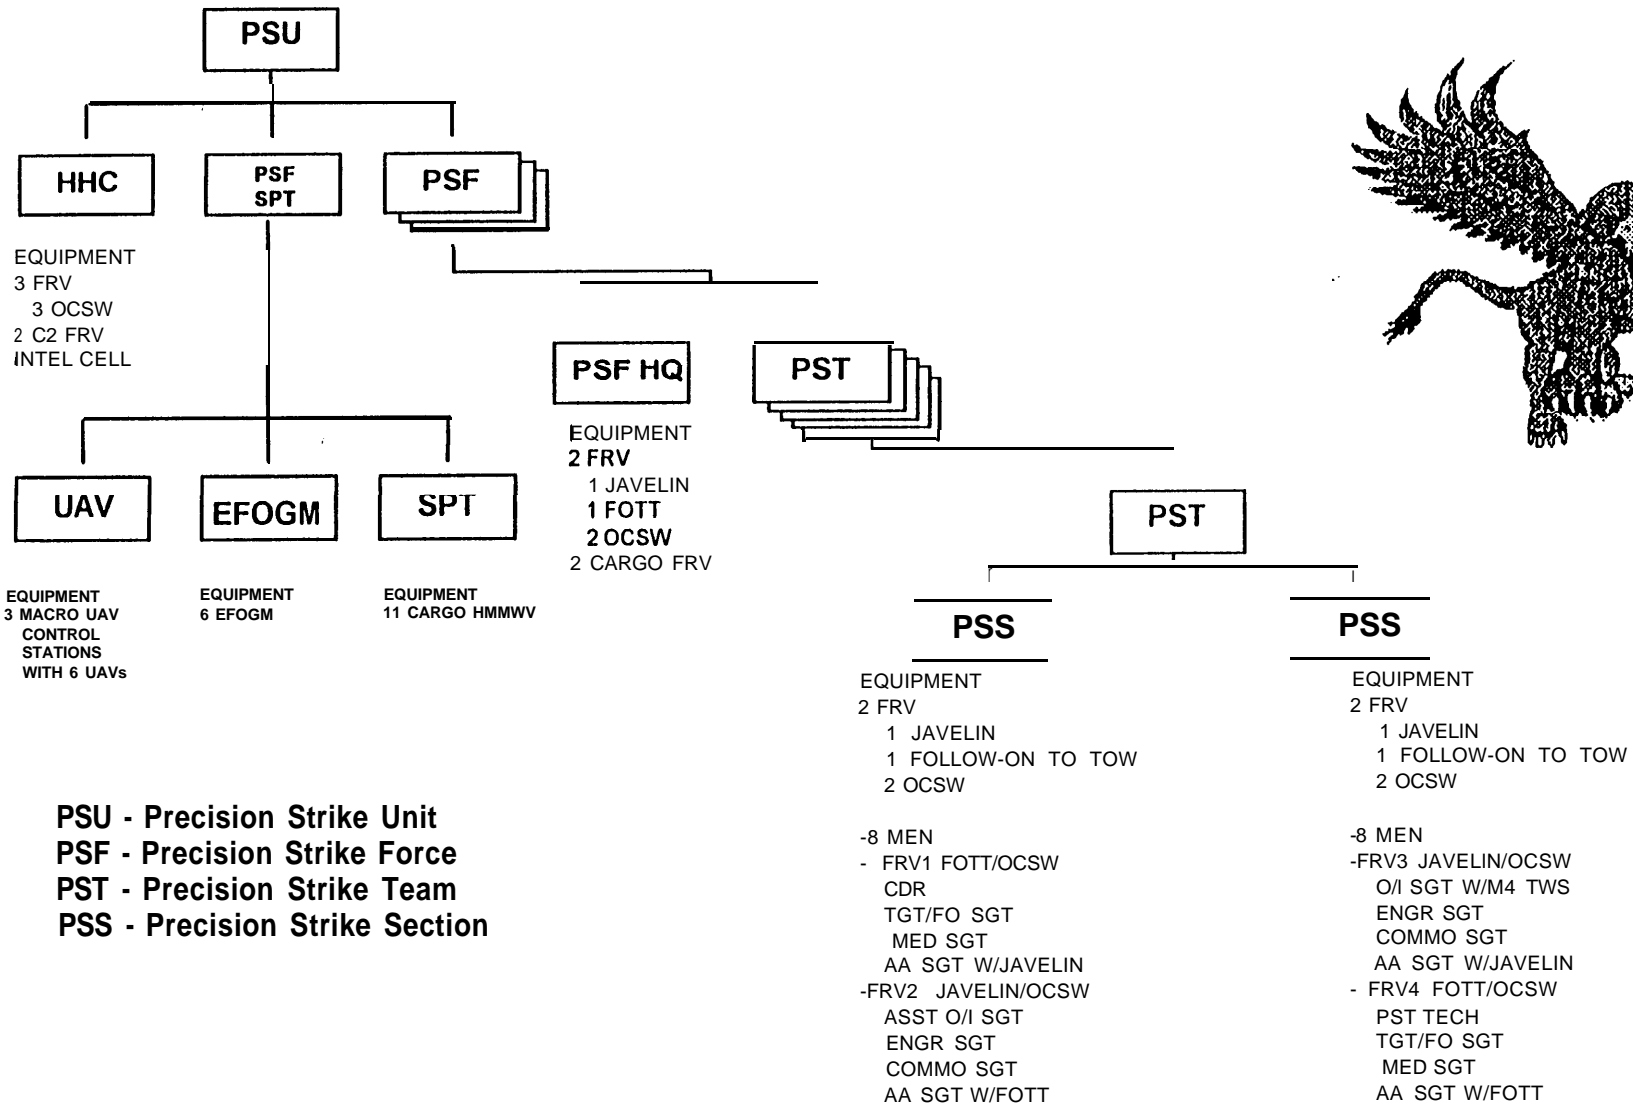 PSU
HHC
PSF
SPT
PSF
EQUIPMENT
3 FRV
3 OCSW
2 C2 FRV
INTEL CELL
PSF HQ
PST
EQUIPMENT
2 FRV
1 JAVELIN
1 FOTT
2 OCSW
2 CARGO FRV
UAV
EFOGM
SPT
EQUIPMENT
3 MACRO UAV
CONTROL
STATIONS
WITH 6 UAVs
EQUIPMENT
6 EFOGM
EQUIPMENT
11 CARGO HMMWV
PST
PSS
EQUIPMENT
2 FRV
1 JAVELIN
1 FOLLOW-ON TO TOW
2 OCSW
-8 MEN
- FRV1 FOTT/OCSW
CDR
TGT/FO SGT
MED SGT
AA SGT W/JAVELIN
-FRV2 JAVELIN/OCSW
ASST O/I SGT
ENGR SGT
COMMO SGT
AA SGT W/FOTT
PSS
EQUIPMENT
2 FRV
1 JAVELIN
1 FOLLOW-ON TO TOW
2 OCSW
-8 MEN
-FRV3 JAVELIN/OCSW
O/I SGT W/M4 TWS
ENGR SGT
COMMO SGT
AA SGT W/JAVELIN
- FRV4 FOTT/OCSW
PST TECH
TGT/FO SGT
MED SGT
AA SGT W/FOTT
PSU - Precision Strike Unit
PSF - Precision Strike Force
PST - Precision Strike Team
PSS - Precision Strike Section